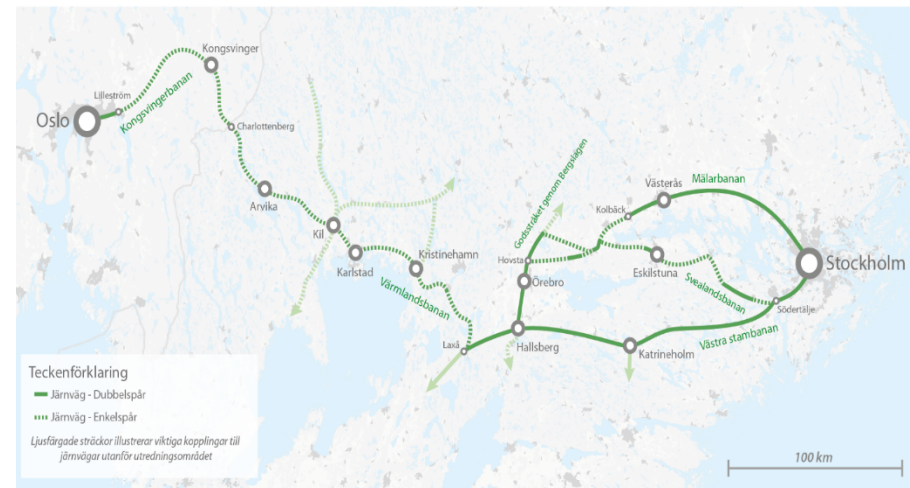 Kongsvinger
Lilleström
Kongsvingerbanan
Oslo
Charlottenberg
Arvika
Kil
Karlstad
Kristinehamn
Värmlandsbanan
Laxå
Hallsberg
Örebro
Hovsta
Godsstråket genom Bergslagen
Kolbäck
Västerås
Mälarbanan
Stockholm
Eskilstuna
Svealandsbanan
Södertälje
Västra stambanan
Katrineholm
Teckenförklaring
Järnväg - Dubbelspår
Järnväg - Enkelspår
Ljusfärgade sträckor illustrerar viktiga kopplingar till
järnvägar utanför utredningsområdet
100 km